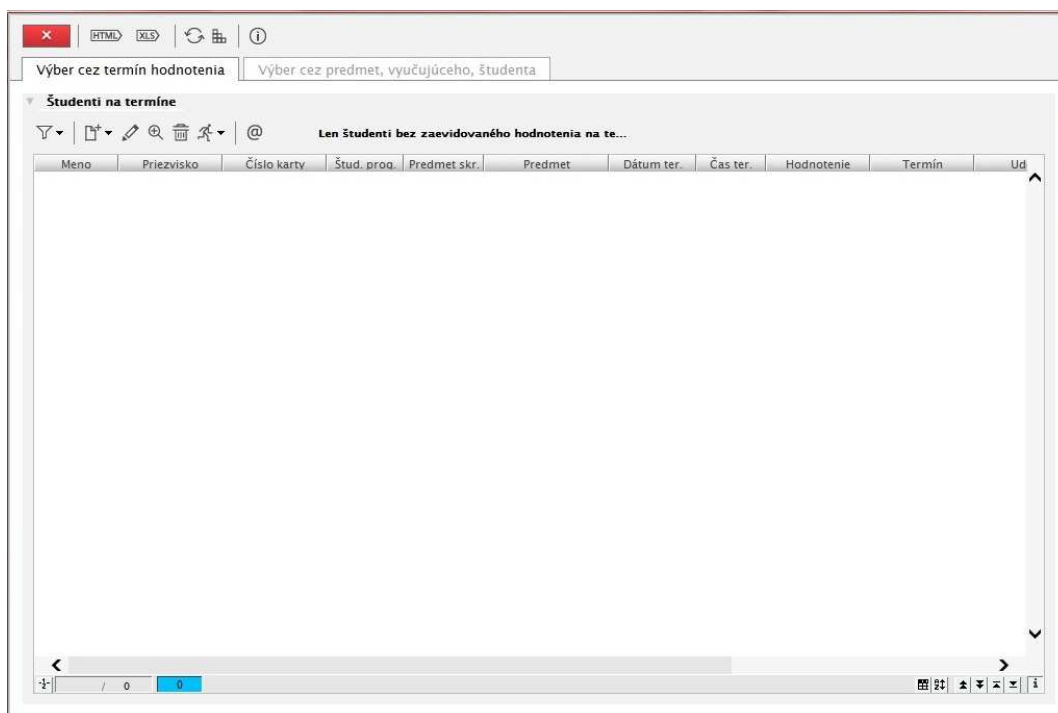 HTML XLS
Výber cez termín hodnotenia Výber cez predmet, vyučujúceho, študenta
Študenti na termíne
@ Len študenti bez zaevidovaného hodnotenia na te...
Meno Priezvisko Číslo karty Štud. prog. Predmet skr. Predmet Dátum ter. Čas ter. Hodnotenie Termín Ud
/ 0 0